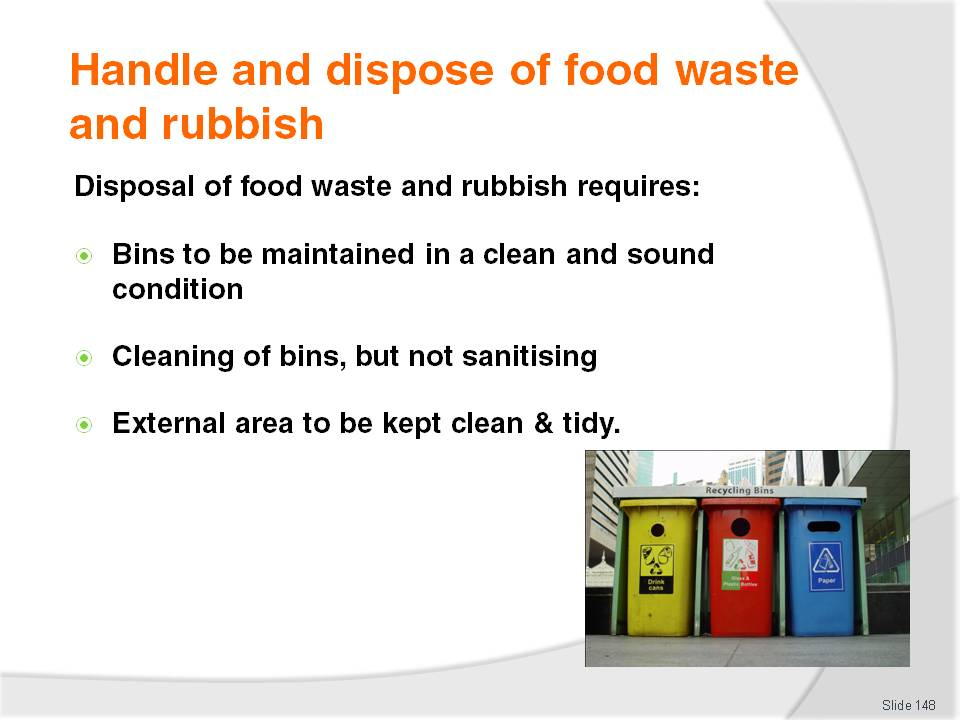 Handle and dispose of food waste
and rubbish
Disposal of food waste and rubbish requires:
Bins to be maintained in a clean and sound
condition
Cleaning of bins, but not sanitising
External area to be kept clean & tidy.
Recycling Bins
Drink
cans
Glass &
Plastic Bottles
Paper
Slide 148